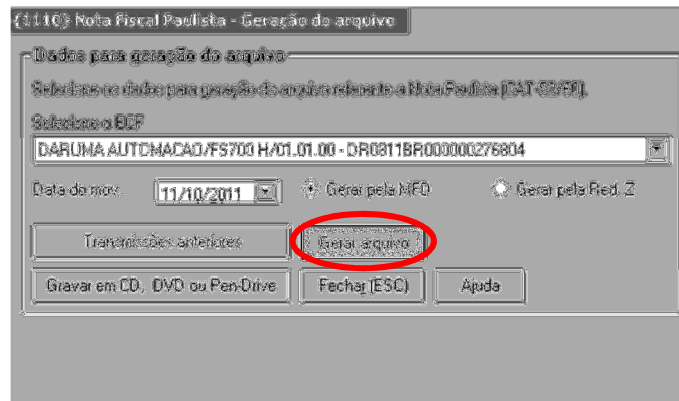 {1110} Nota Fiscal Paulista - Geração do arquivo
Dados para geração do arquivo
Selecione os dados para geração do arquivo referente a Nota Paulista (CAT-52/07).
Selecione o ECF
DARUMA AUTOMACAO/FS700 H/01.01.00 - DR0811BR000000276804
Data do mov. 11/10/2011 Gerar pela MFD Gerar pela Red. Z
Transmissões anteriores Gerar arquivo
Gravar em CD, DVD ou Pen-Drive Fechar (ESC) Ajuda